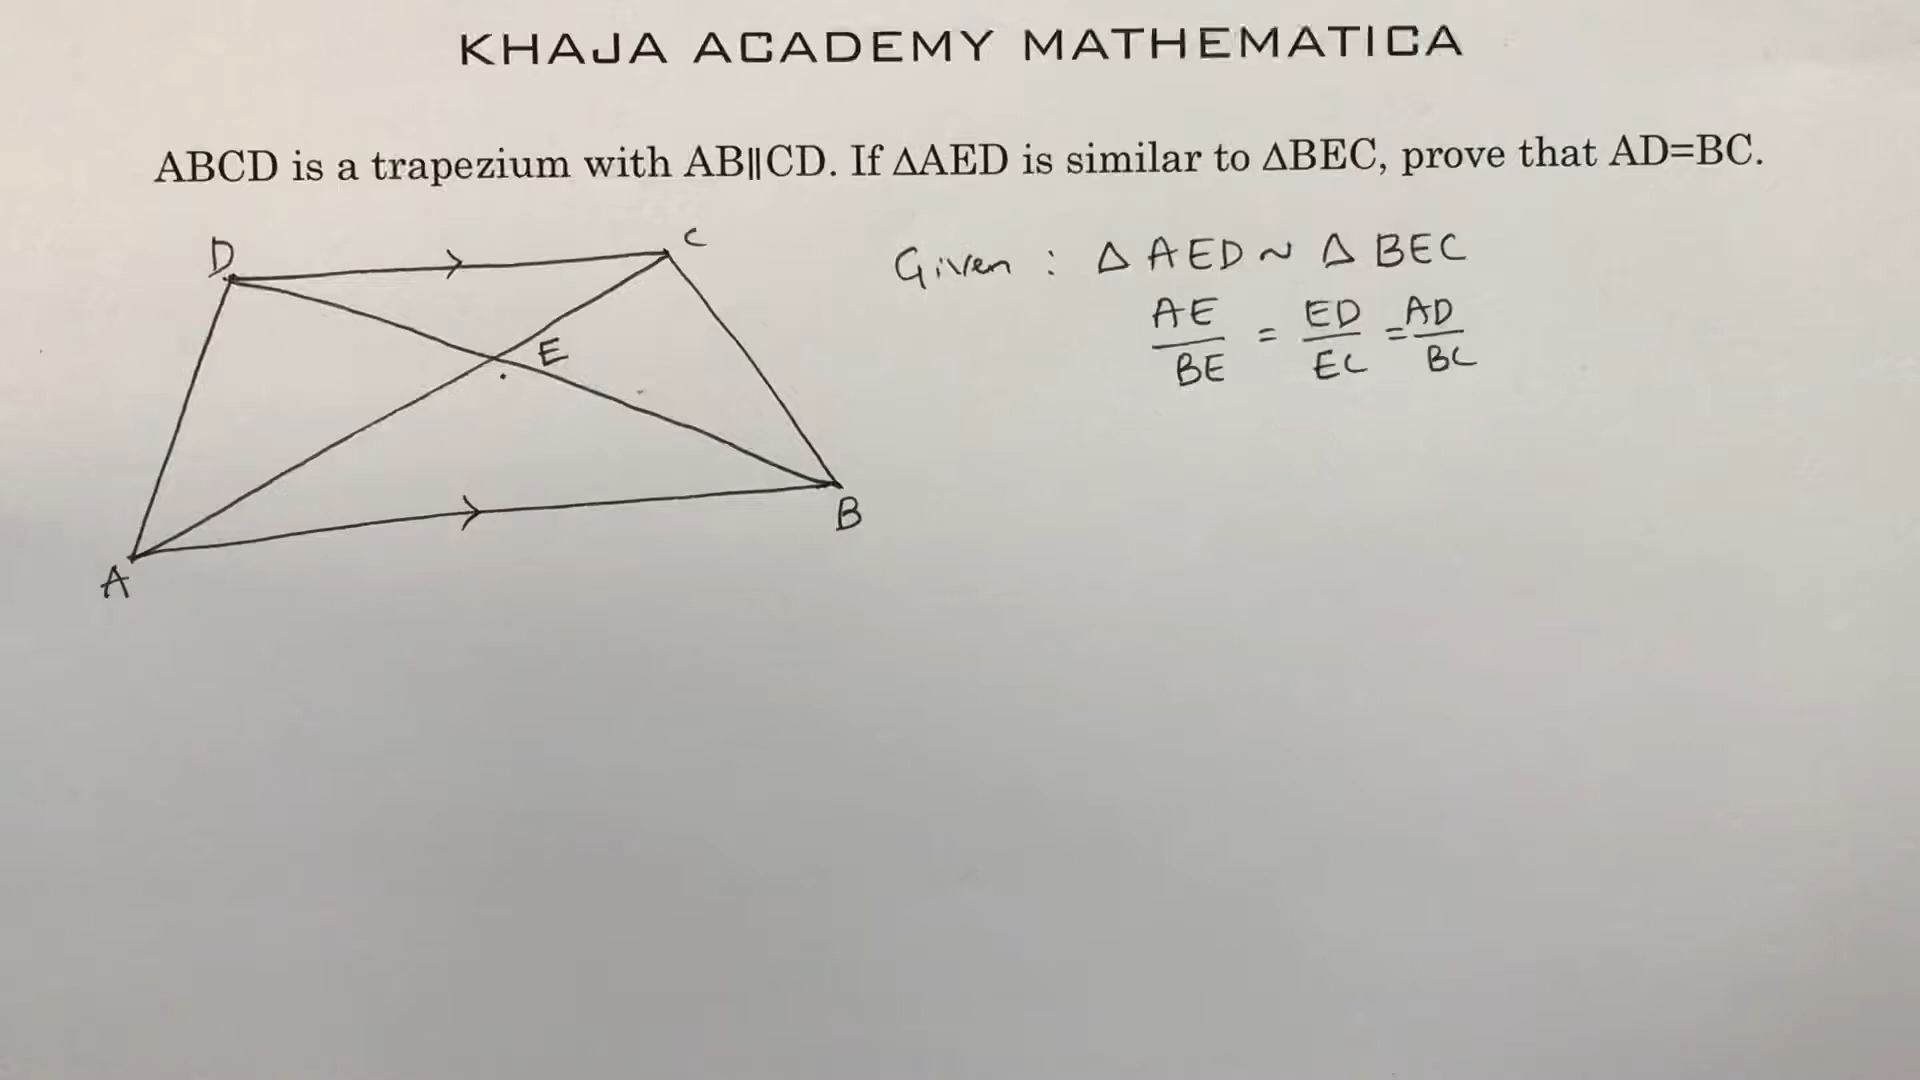 KHAJA ACADEMY MATHEMATICA
ABCD is a trapezium with AB∥CD. If ΔAED is similar to ΔBEC, prove that AD=BC.
D
C
E
A
B
Given : Δ AED ~ Δ BEC
AE/BE = ED/EC = AD/BC